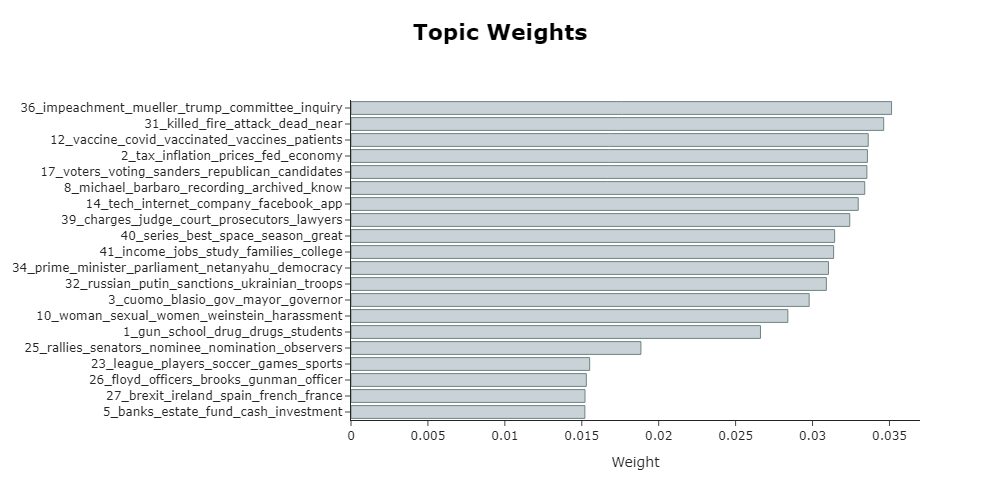 Topic Weights
36_impeachment_mueller_trump_committee_inquiry
31_killed_fire_attack_dead_near
12_vaccine_covid_vaccinated_vaccines_patients
2_tax_inflation_prices_fed_economy
17_voters_voting_sanders_republican_candidates
8_michael_barbaro_recording_archived_know
14_tech_internet_company_facebook_app
39_charges_judge_court_prosecutors_lawyers
40_series_best_space_season_great
41_income_jobs_study_families_college
34_prime_minister_parliament_netanyahu_democracy
32_russian_putin_sanctions_ukrainian_troops
3_cuomo_blasio_gov_mayor_governor
10_woman_sexual_women_weinstein_harassment
1_gun_school_drug_drugs_students
25_rallies_senators_nominee_nomination_observers
23_league_players_soccer_games_sports
26_floyd_officers_brooks_gunman_officer
27_brexit_ireland_spain_french_france
5_banks_estate_fund_cash_investment
0 0.005 0.01 0.015 0.02 0.025 0.03 0.035
Weight